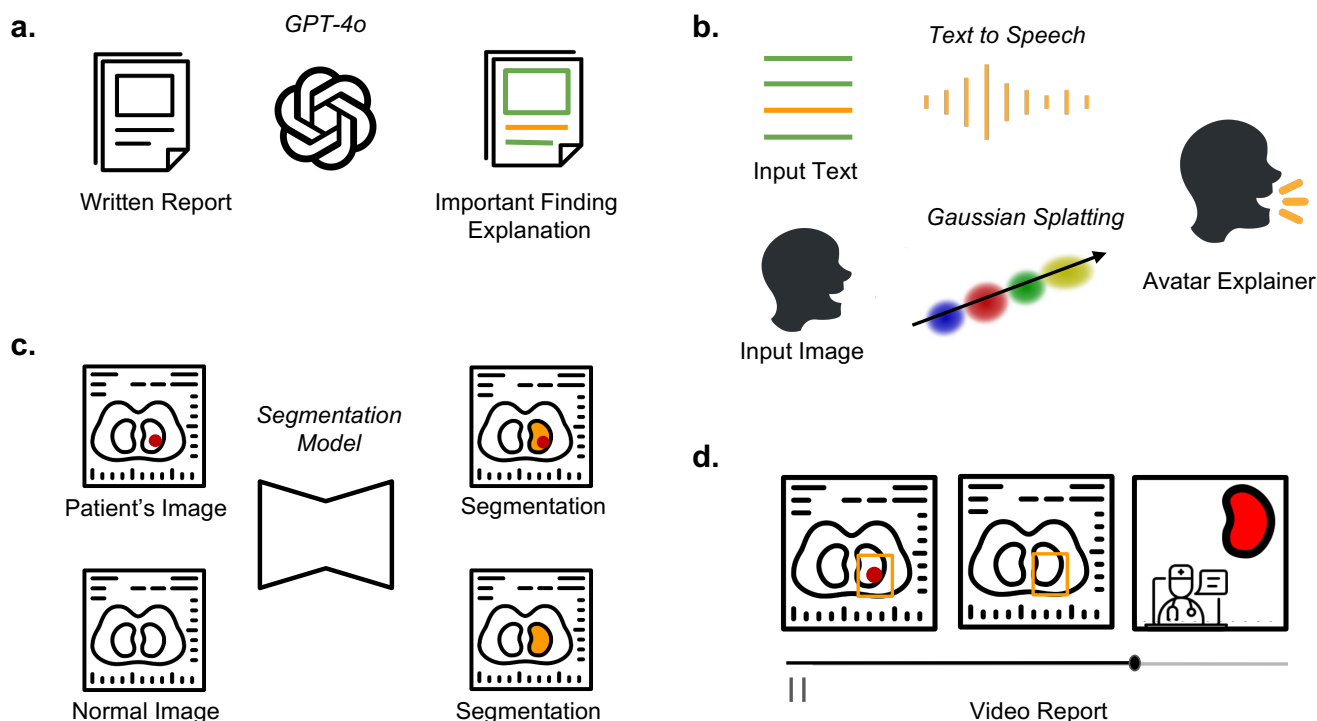 a.
GPT-4o
Written Report
Important Finding
Explanation
b.
Text to Speech
Input Text
Gaussian Splatting
Input Image
Avatar Explainer
c.
Segmentation
Model
Patient's Image
Segmentation
Normal Image
Segmentation
d.
Video Report